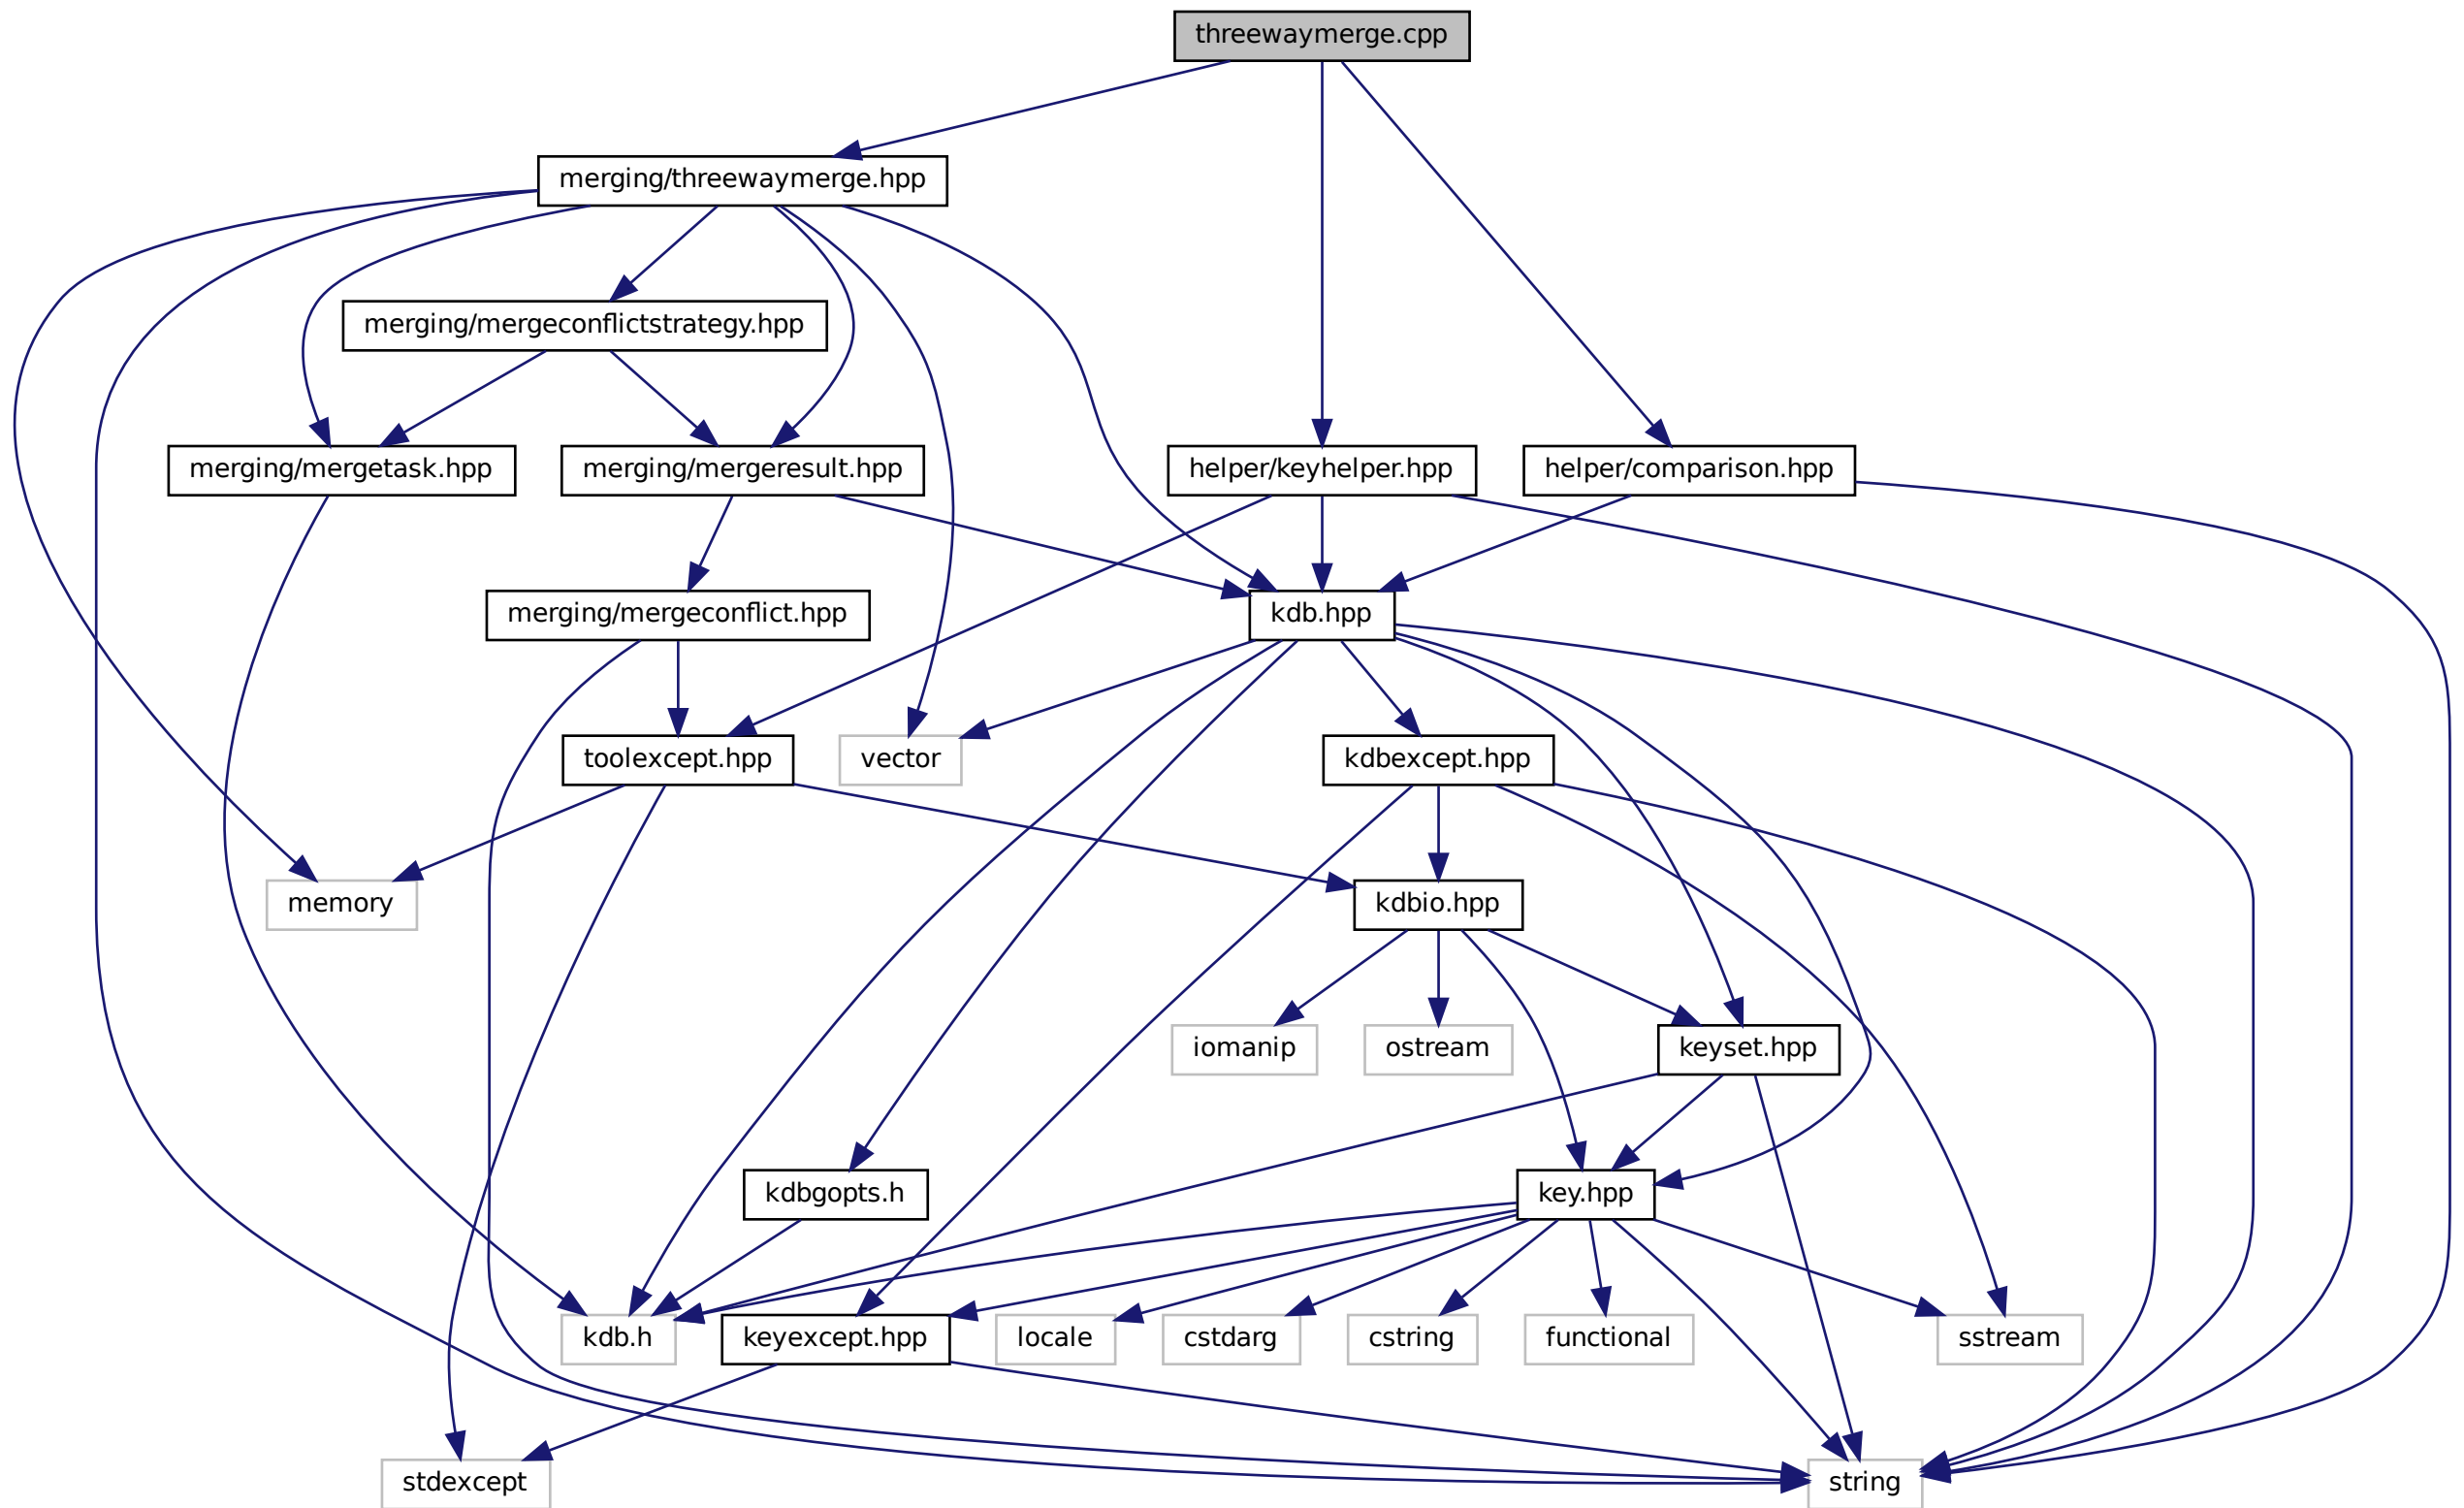 threewaymerge.cpp
merging/threewaymerge.hpp
merging/mergeconflictstrategy.hpp
merging/mergetask.hpp
merging/mergeresult.hpp
helper/keyhelper.hpp
helper/comparison.hpp
merging/mergeconflict.hpp
kdb.hpp
toolexcept.hpp
vector
kdbexcept.hpp
memory
kdbio.hpp
iomanip
ostream
keyset.hpp
kdbgopts.h
key.hpp
kdb.h
keyexcept.hpp
locale
cstdarg
cstring
functional
sstream
stdexcept
string